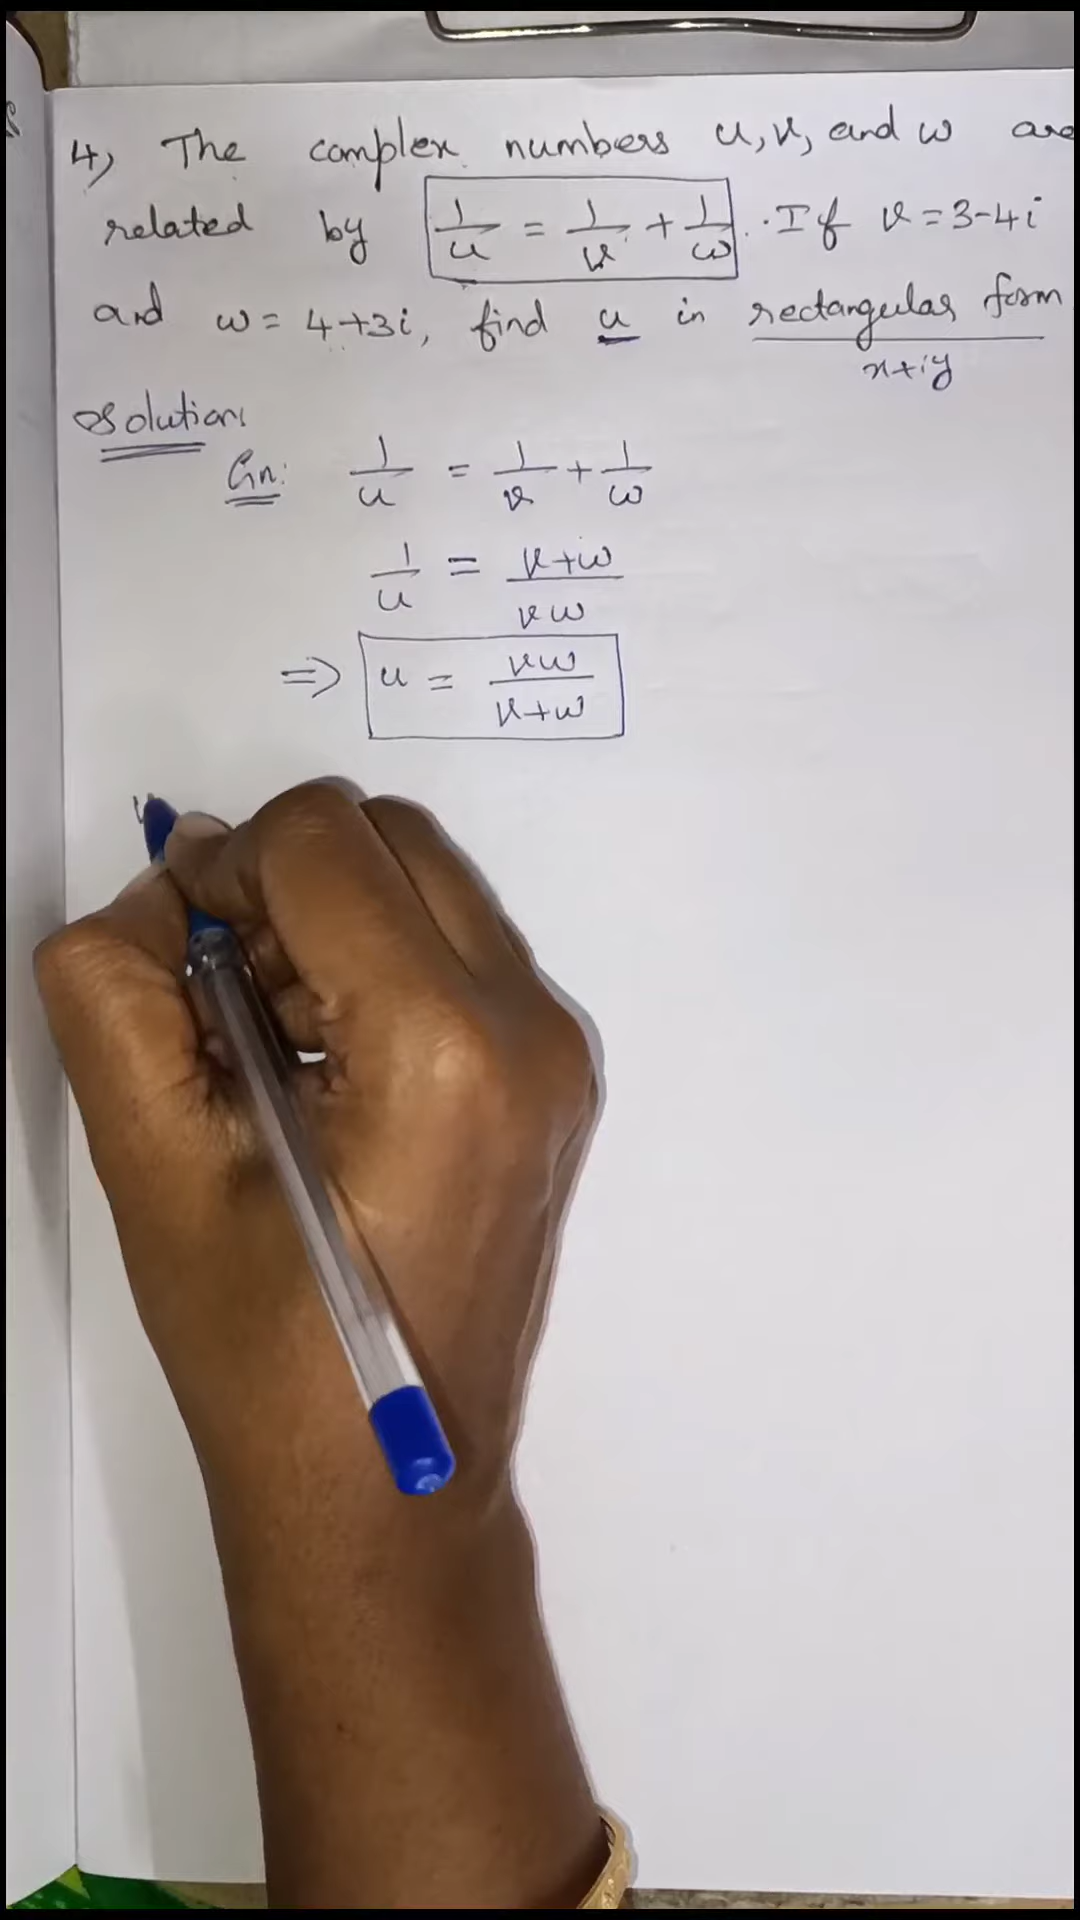 4) The complex numbers u, v, and w are
related by 1/u = 1/v + 1/w. If v = 3-4i
and w = 4+3i, find u in rectangular form
x+iy
Solution:
Gn: 1/u = 1/v + 1/w
1/u = v+w/vw
⇒ u = vw/v+w